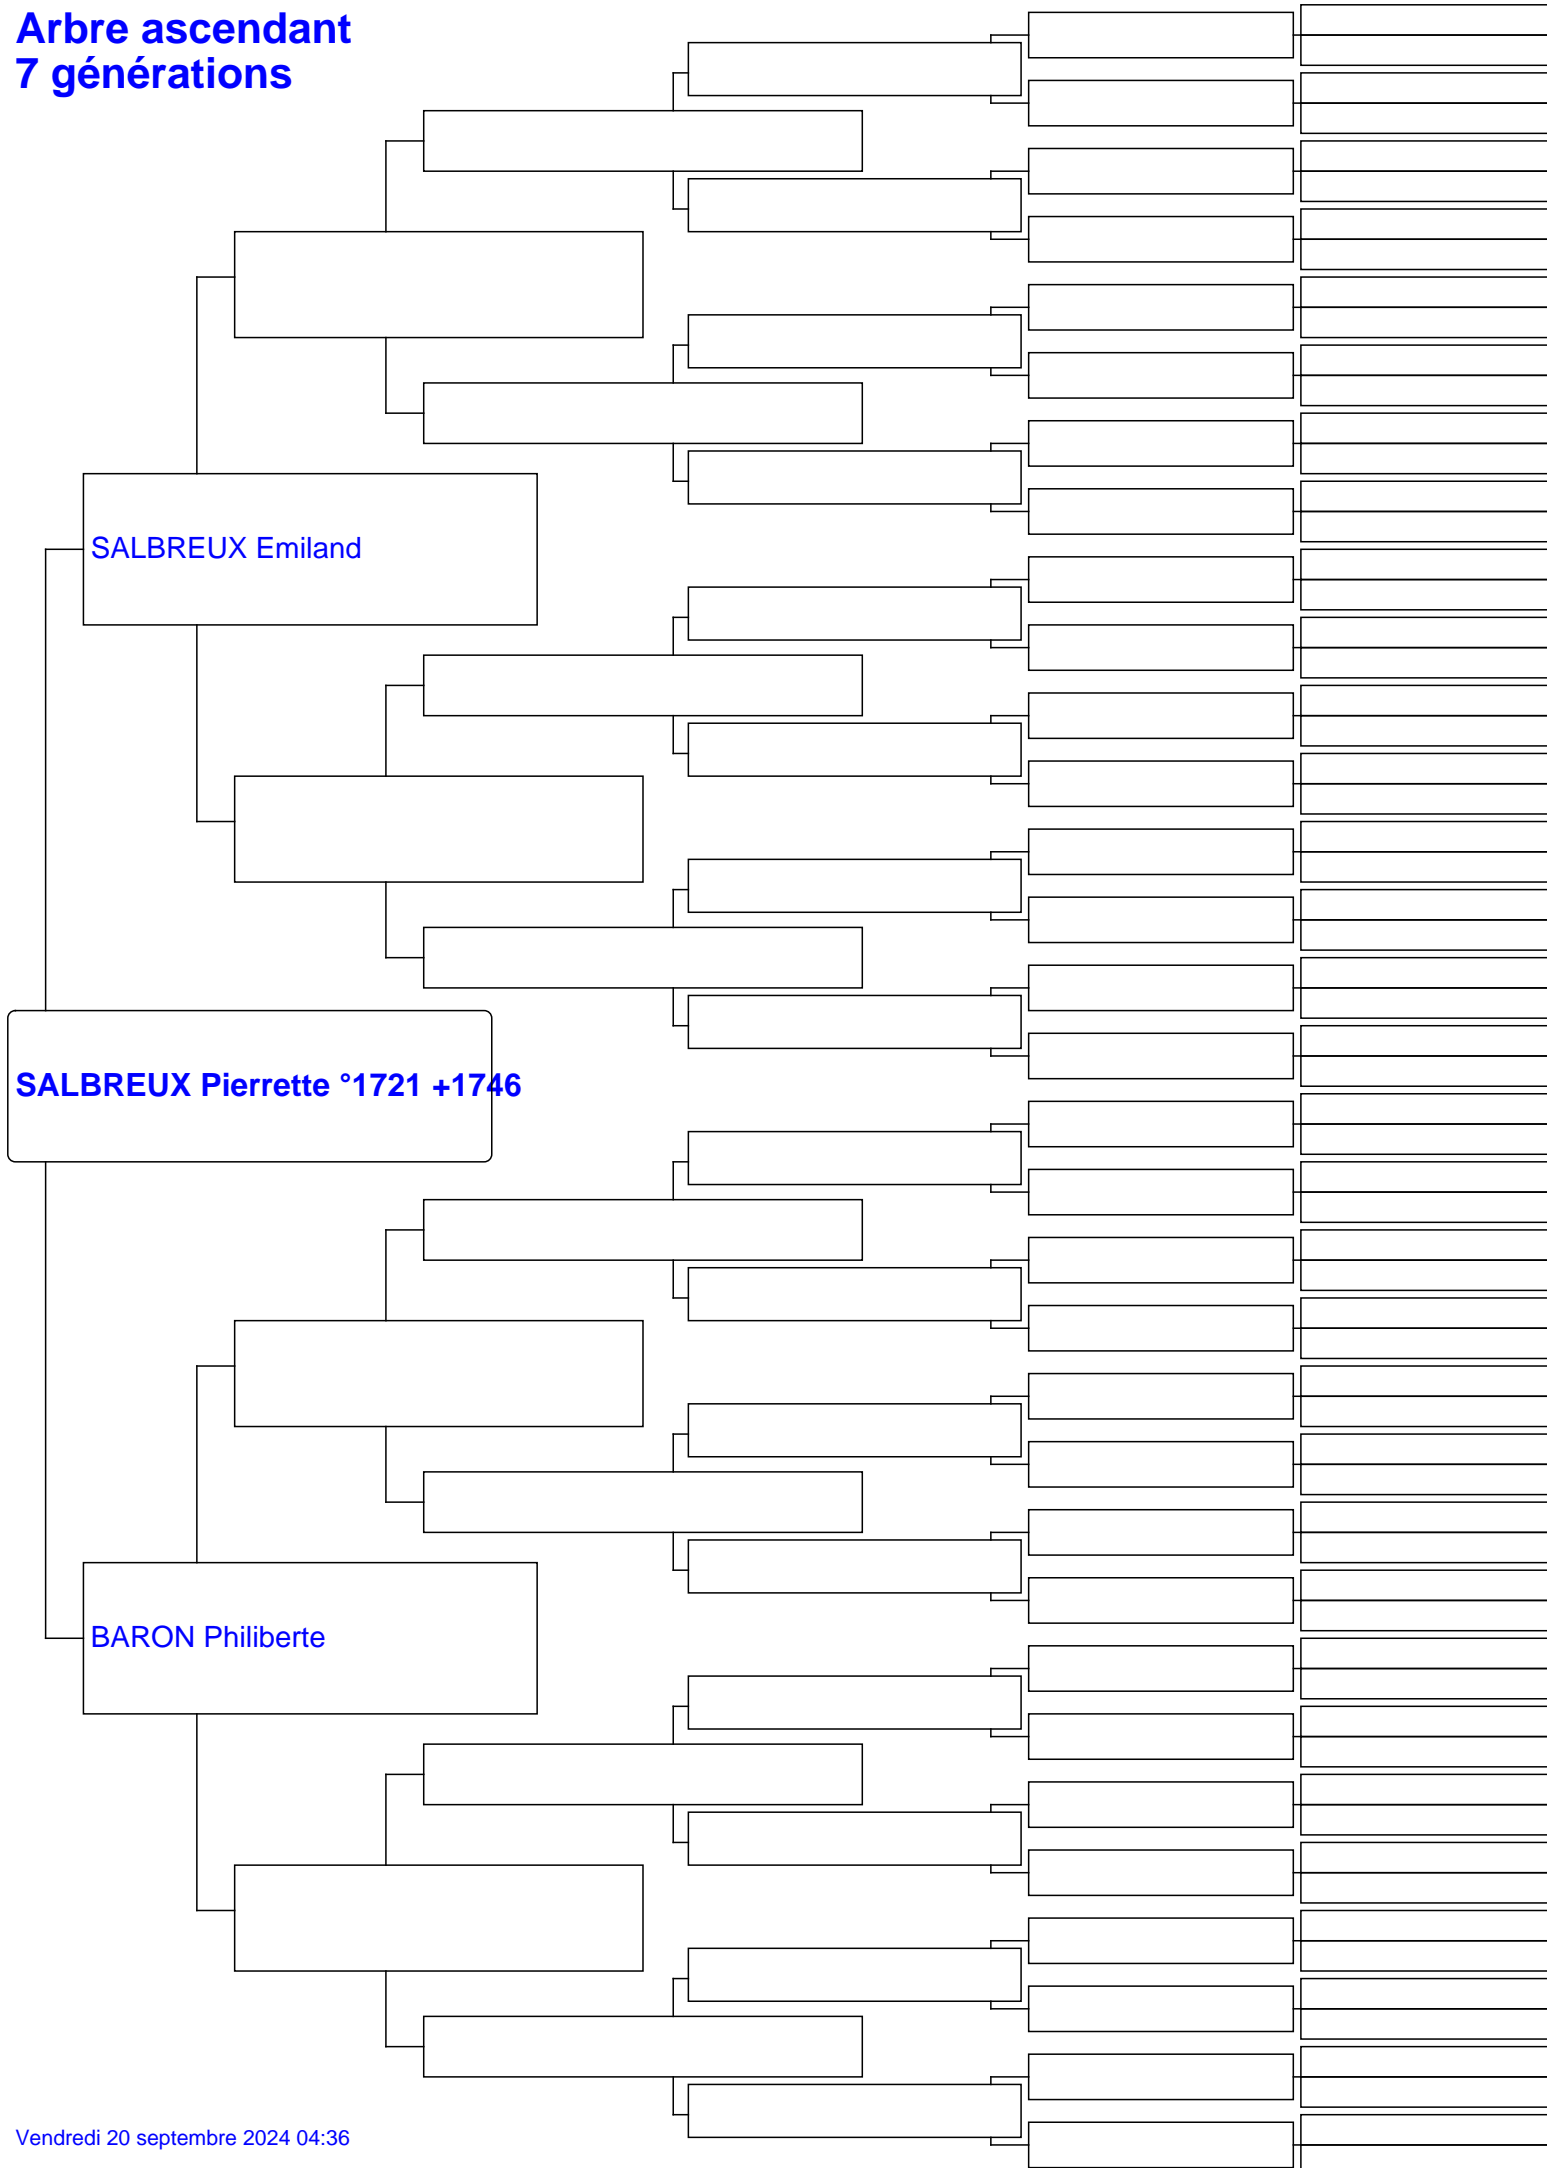 Arbre ascendant
7 générations
SALBREUX Emiland
SALBREUX Pierrette °1721 +1746
BARON Philiberte
Vendredi 20 septembre 2024 04:36